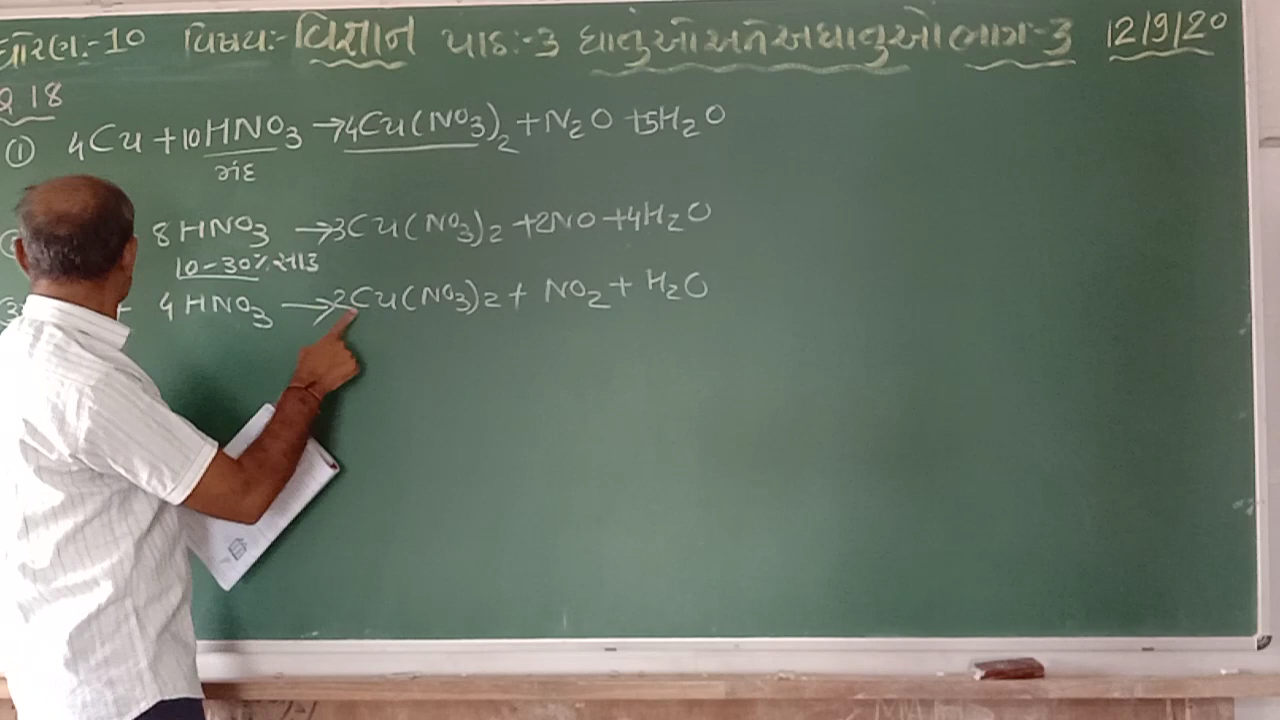 ધોરણ:-10 વિષય:- વિજ્ઞાન પાઠ:-3 ધાતુઓ અને અધાતુઓ ભાગ-3 12/9/20
18
① 4Cu + 10HNO3 → 4Cu(NO3)2 + N2O + 5H2O
મંદ
8HNO3 → 3Cu(NO3)2 + 2NO + 4H2O
10-30%
+ 4HNO3 → Cu(NO3)2 + NO2 + H2O